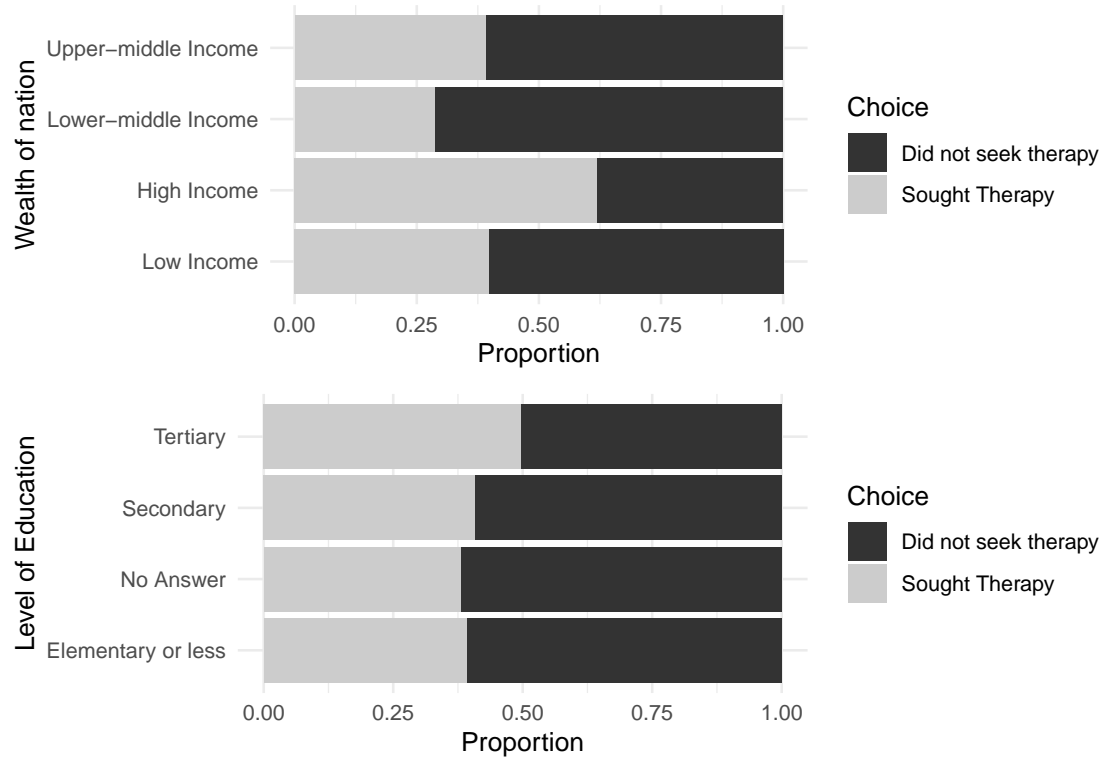 Wealth of nation
Upper−middle Income
Lower−middle Income
High Income
Low Income
0.00 0.25 0.50 0.75 1.00
Proportion
Choice
Did not seek therapy
Sought Therapy
Level of Education
Tertiary
Secondary
No Answer
Elementary or less
0.00 0.25 0.50 0.75 1.00
Proportion
Choice
Did not seek therapy
Sought Therapy